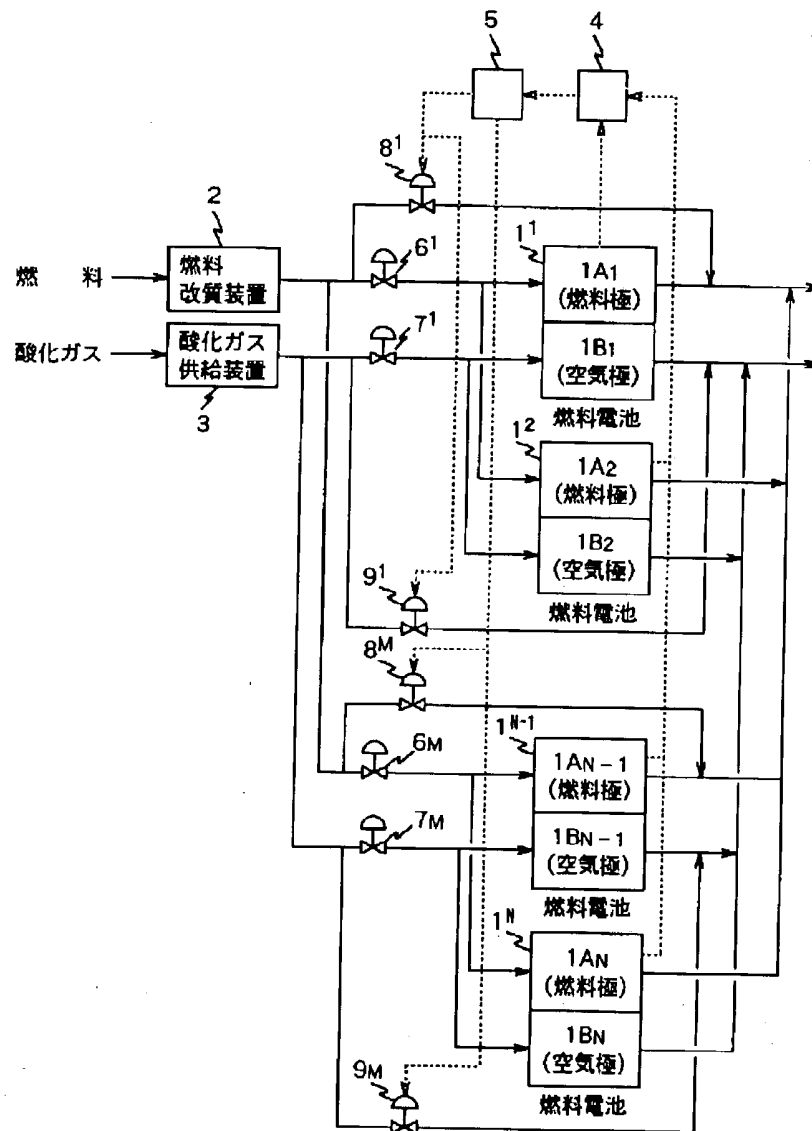 5
4
8¹
2
燃料
燃料
改質装置
6¹
1¹
1A₁
(燃料極)
酸化ガス
酸化ガス
供給装置
3
7¹
1B₁
(空気極)
燃料電池
1²
1A₂
(燃料極)
1B₂
(空気極)
燃料電池
9¹
8ᴹ
6M
1ᴺ⁻¹
1AN-1
(燃料極)
7M
1BN-1
(空気極)
燃料電池
1ᴺ
1AN
(燃料極)
1BN
(空気極)
燃料電池
9M